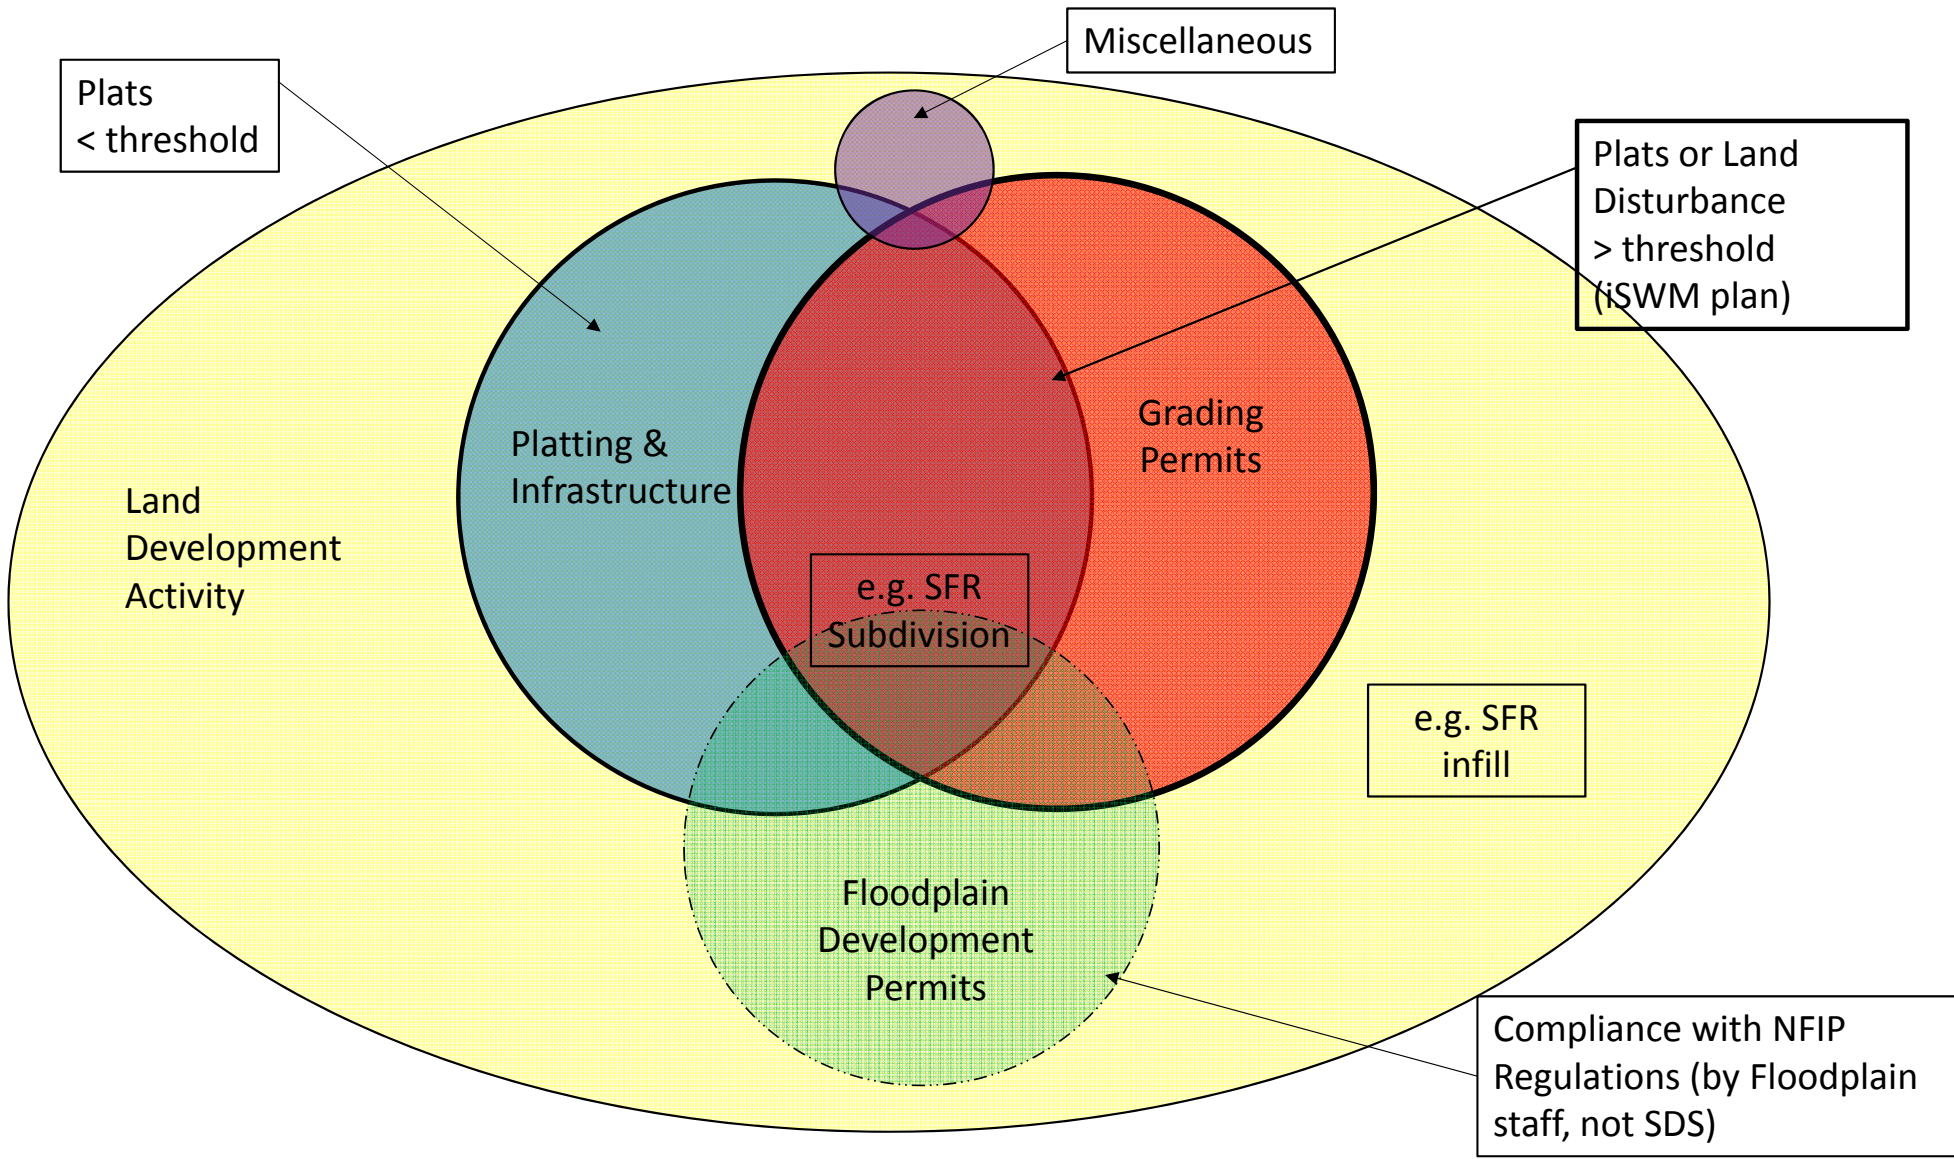 Miscellaneous
Plats
< threshold
Plats or Land
Disturbance
> threshold
(iSWM plan)
Grading
Permits
Platting &
Infrastructure
Land
Development
Activity
e.g. SFR
Subdivision
e.g. SFR
infill
Floodplain
Development
Permits
Compliance with NFIP
Regulations (by Floodplain
staff, not SDS)